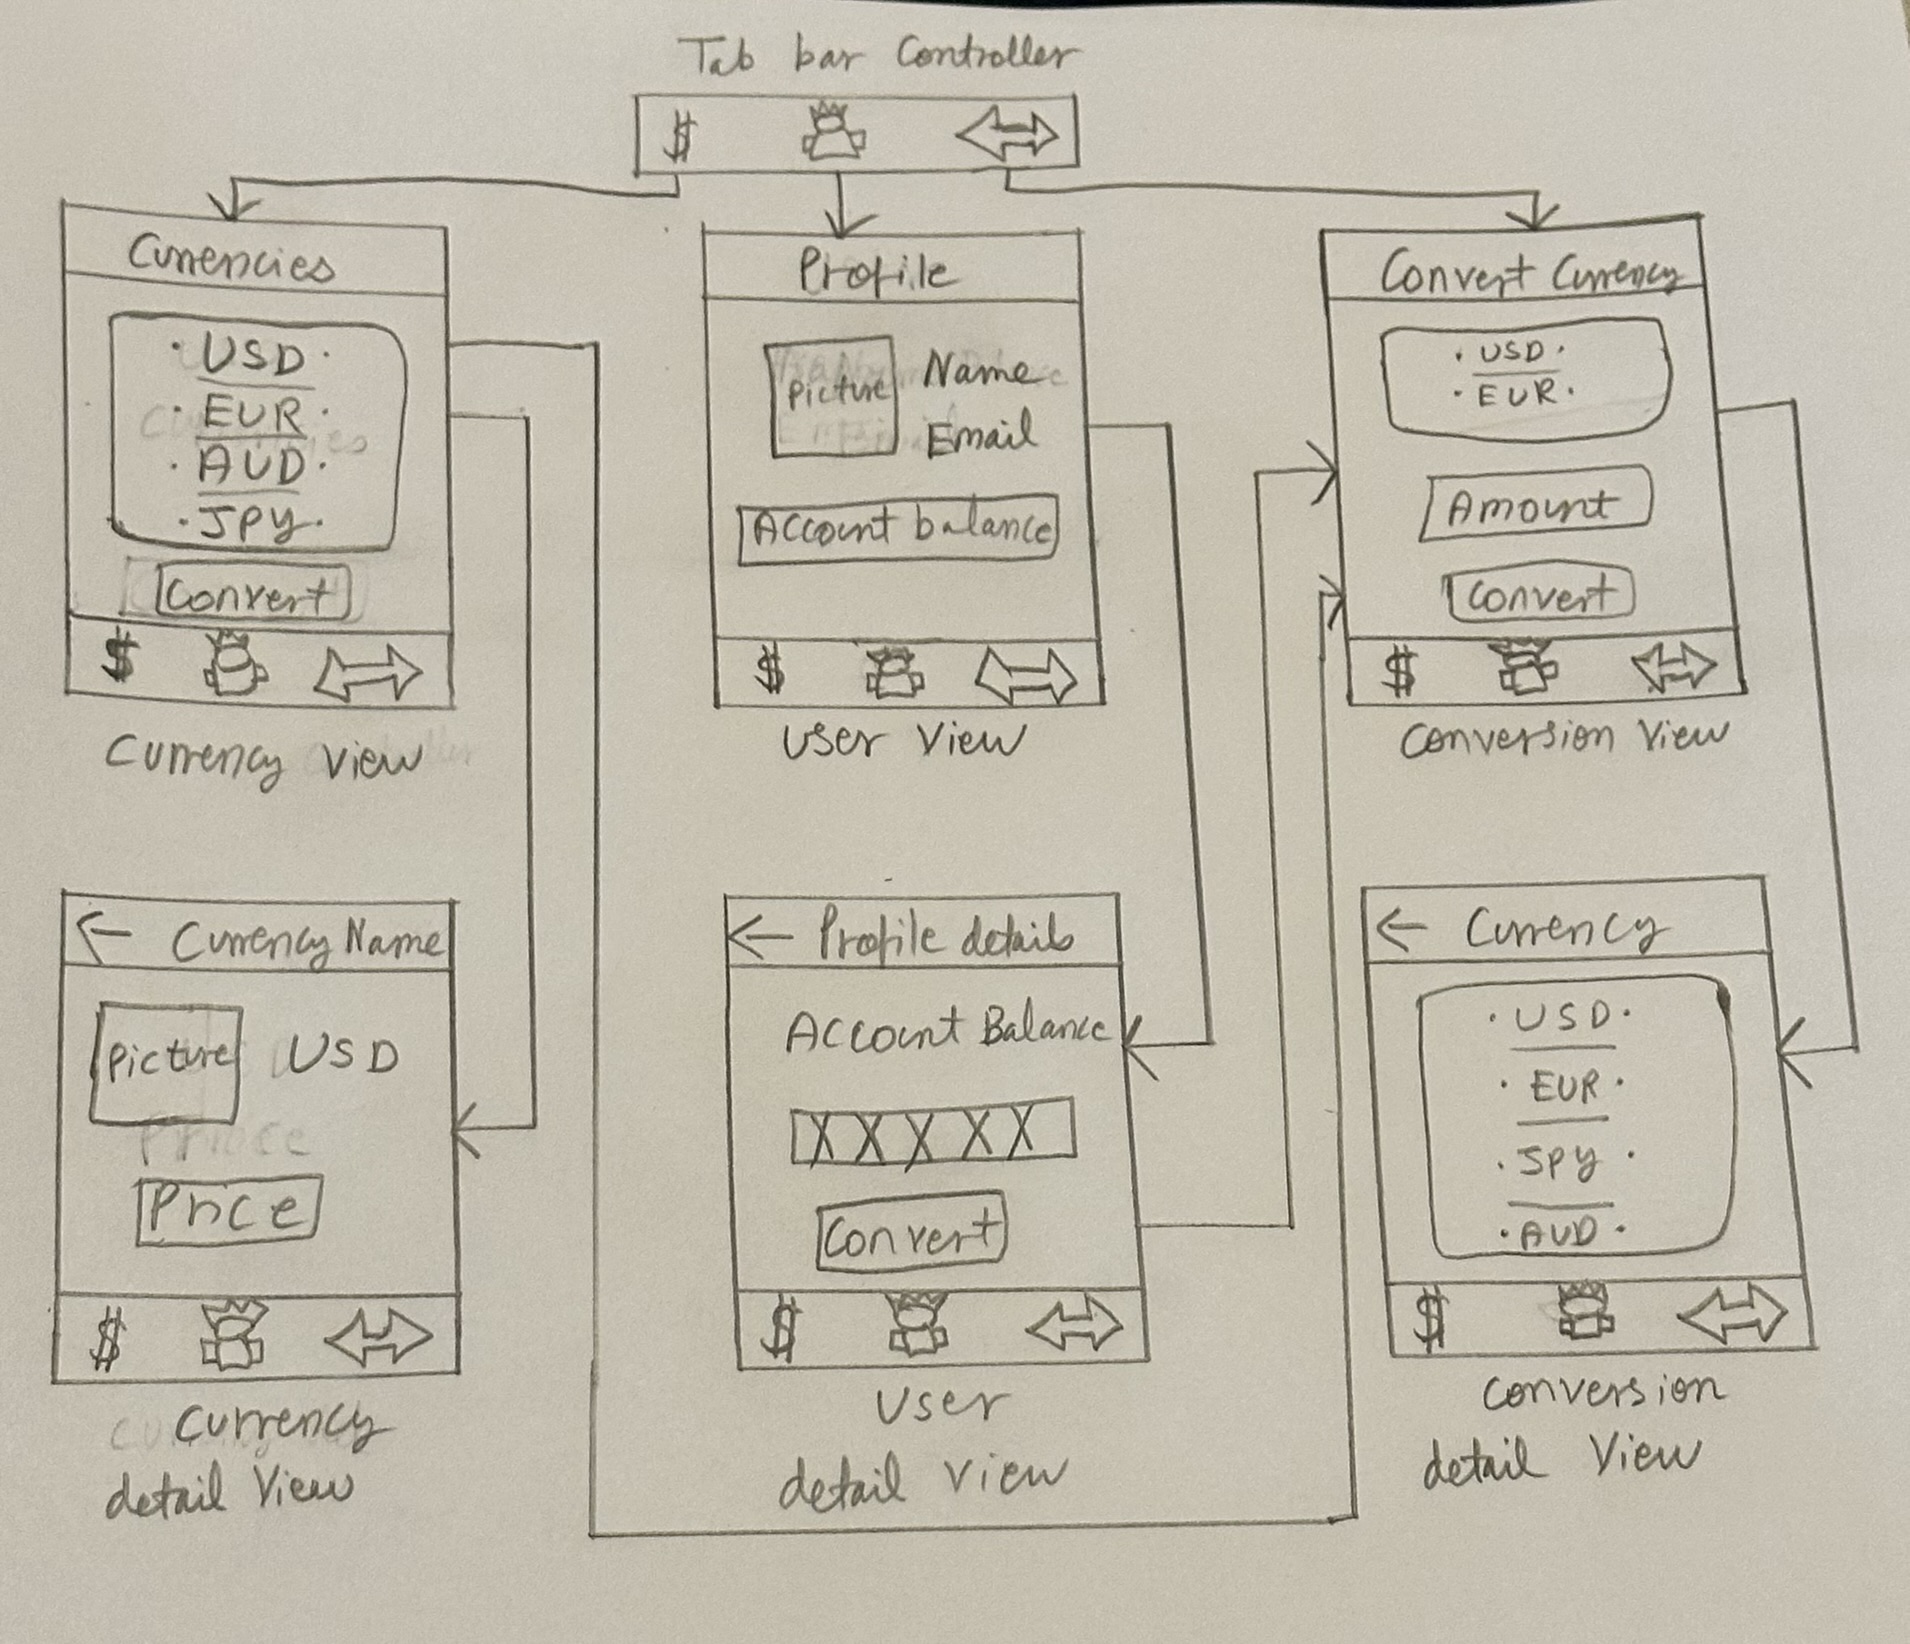 Tab bar Controller
$
Currencies
· USD ·
· EUR ·
· AUD ·
· JPY ·
Convert
$
Currency View
Profile
Picture
Name
Email
Account balance
$
User View
Convert Currency
· USD ·
· EUR ·
Amount
Convert
$
Conversion View
← Currency Name
Picture
USD
Price
$
Currency
detail View
← Profile details
Account Balance
X X X X X
Convert
$
User
detail View
← Currency
· USD ·
· EUR ·
· JPY ·
· AUD ·
$
Conversion
detail View